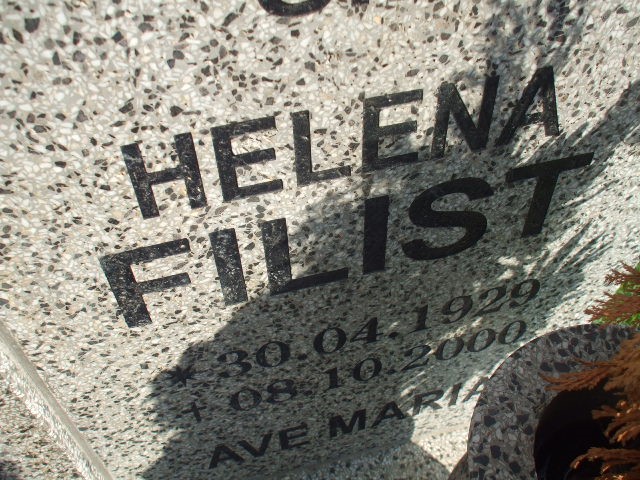 HELENA
FILIST
* 30.04.1929
+ 08.10.2000
AVE MARIA